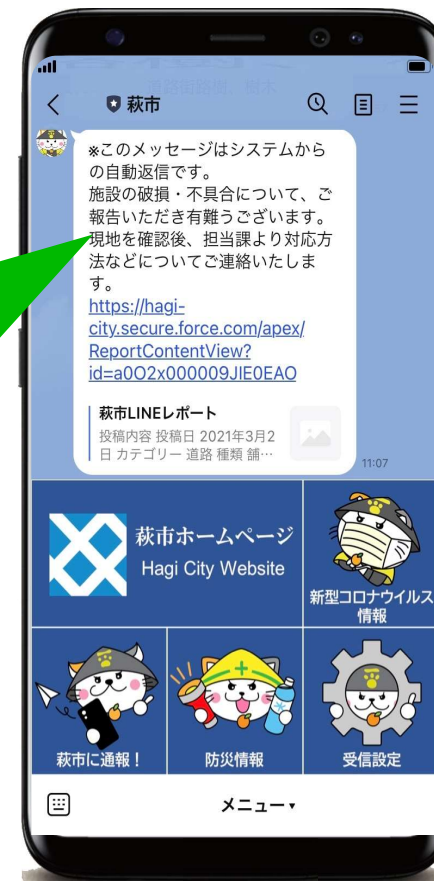 道路街路樹、樹木
萩市
※このメッセージはシステムから
の自動返信です。
施設の破損・不具合について、ご
報告いただき有難うございます。
現地を確認後、担当課より対応方
法などについてご連絡いたしま
す。
https://hagi-
city.secure.force.com/apex/
ReportContentView?
id=a0O2x000009JIE0EAO
萩市LINEレポート
投稿内容 投稿日 2021年3月2
日 カテゴリー 道路 種類 舗…
11:07
萩市ホームページ
Hagi City Website
新型コロナウイルス
情報
萩市に通報！
防災情報
受信設定
メニュー▾